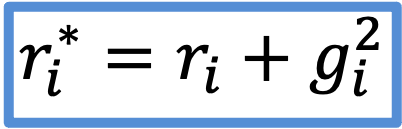 $r_i^* = r_i + g_i^2$